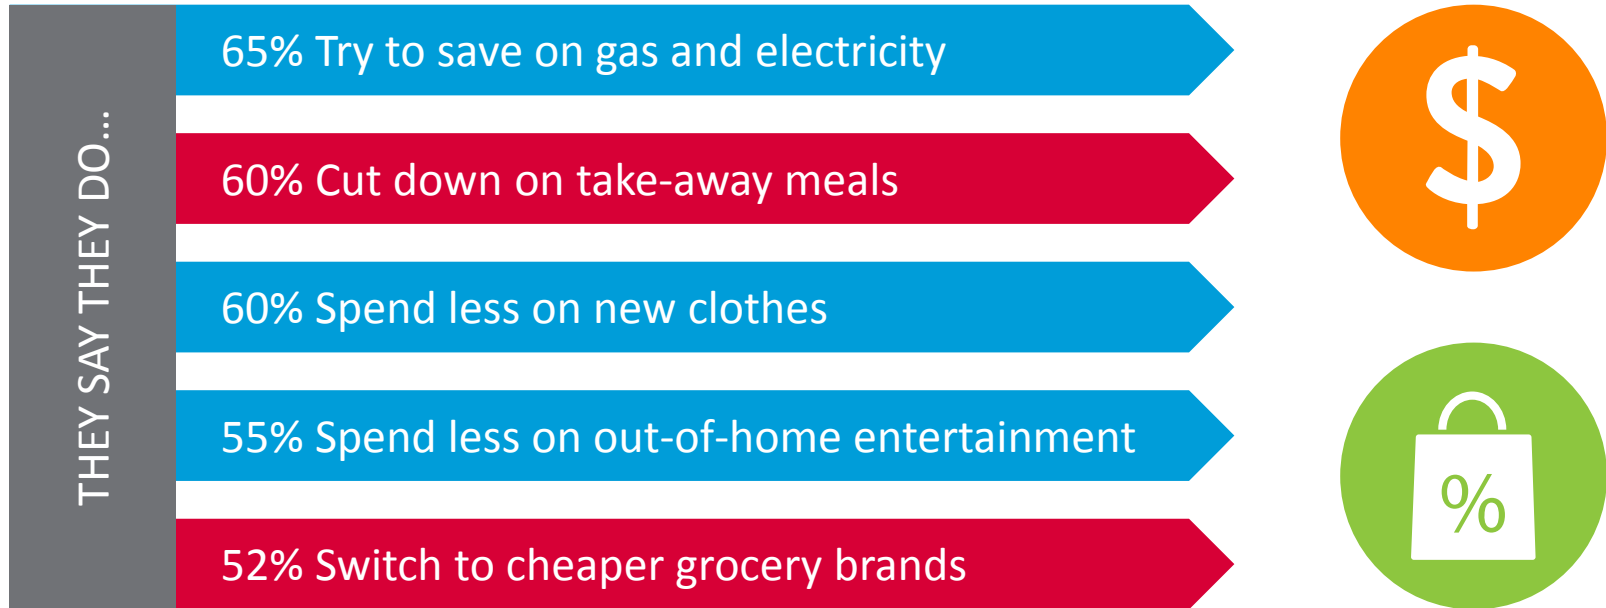 THEY SAY THEY DO...
65% Try to save on gas and electricity
60% Cut down on take-away meals
60% Spend less on new clothes
55% Spend less on out-of-home entertainment
52% Switch to cheaper grocery brands
$
%